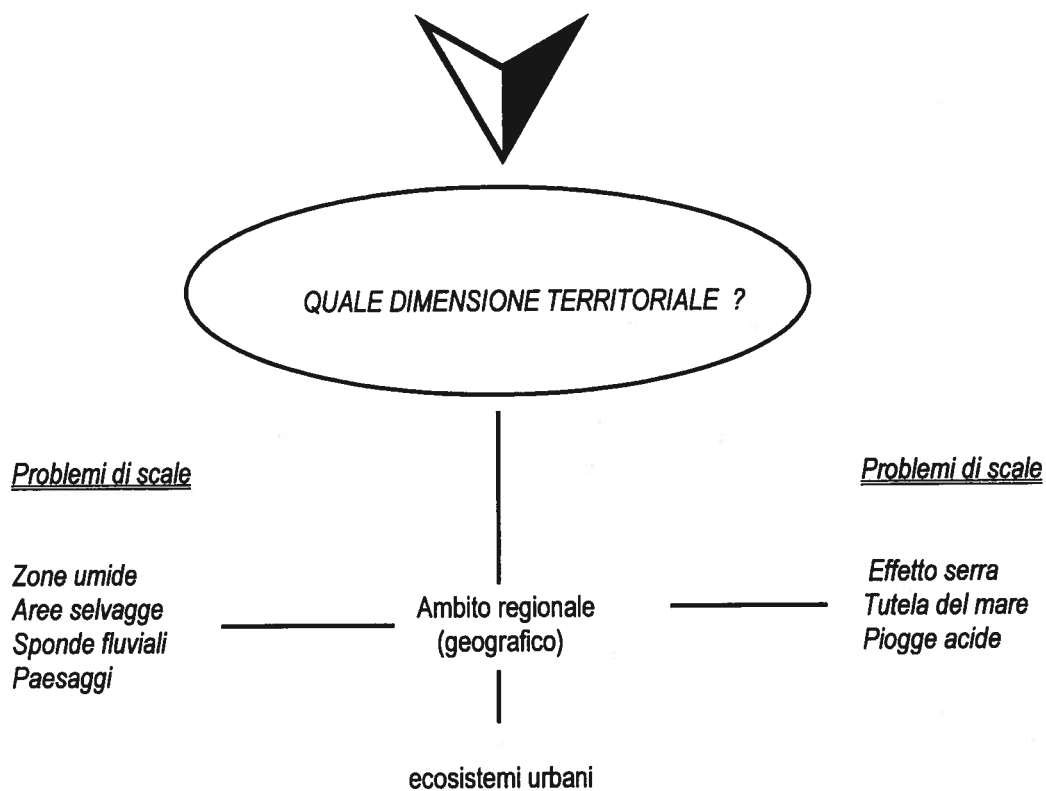 QUALE DIMENSIONE TERRITORIALE ?
Problemi di scale
Zone umide
Aree selvagge
Sponde fluviali
Paesaggi
Ambito regionale
(geografico)
Problemi di scale
Effetto serra
Tutela del mare
Piogge acide
ecosistemi urbani